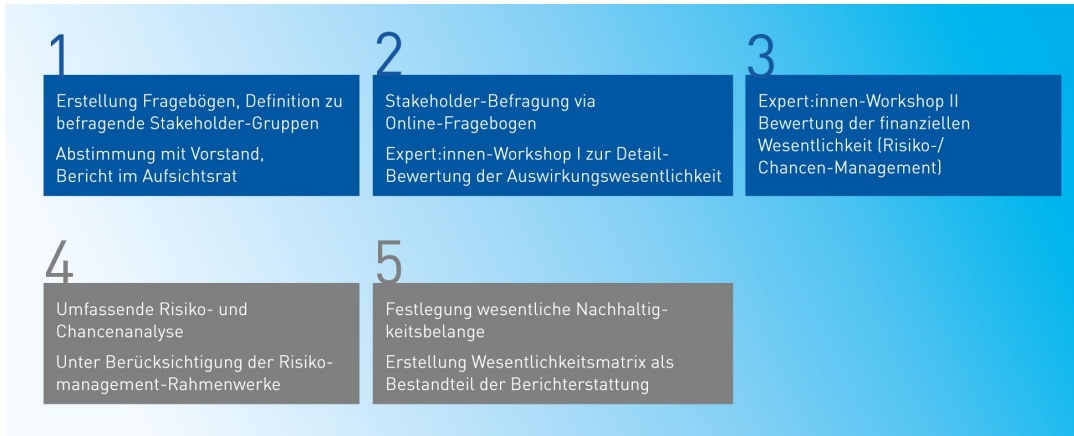 1
Erstellung Fragebögen, Definition zu
befragende Stakeholder-Gruppen
Abstimmung mit Vorstand,
Bericht im Aufsichtsrat
2
Stakeholder-Befragung via
Online-Fragebogen
Expert:innen-Workshop I zur Detail-
Bewertung der Auswirkungswesentlichkeit
3
Expert:innen-Workshop II
Bewertung der finanziellen
Wesentlichkeit (Risiko-/
Chancen-Management)
4
Umfassende Risiko- und
Chancenanalyse
Unter Berücksichtigung der Risiko-
management-Rahmenwerke
5
Festlegung wesentliche Nachhaltig-
keitsbelange
Erstellung Wesentlichkeitsmatrix als
Bestandteil der Berichterstattung